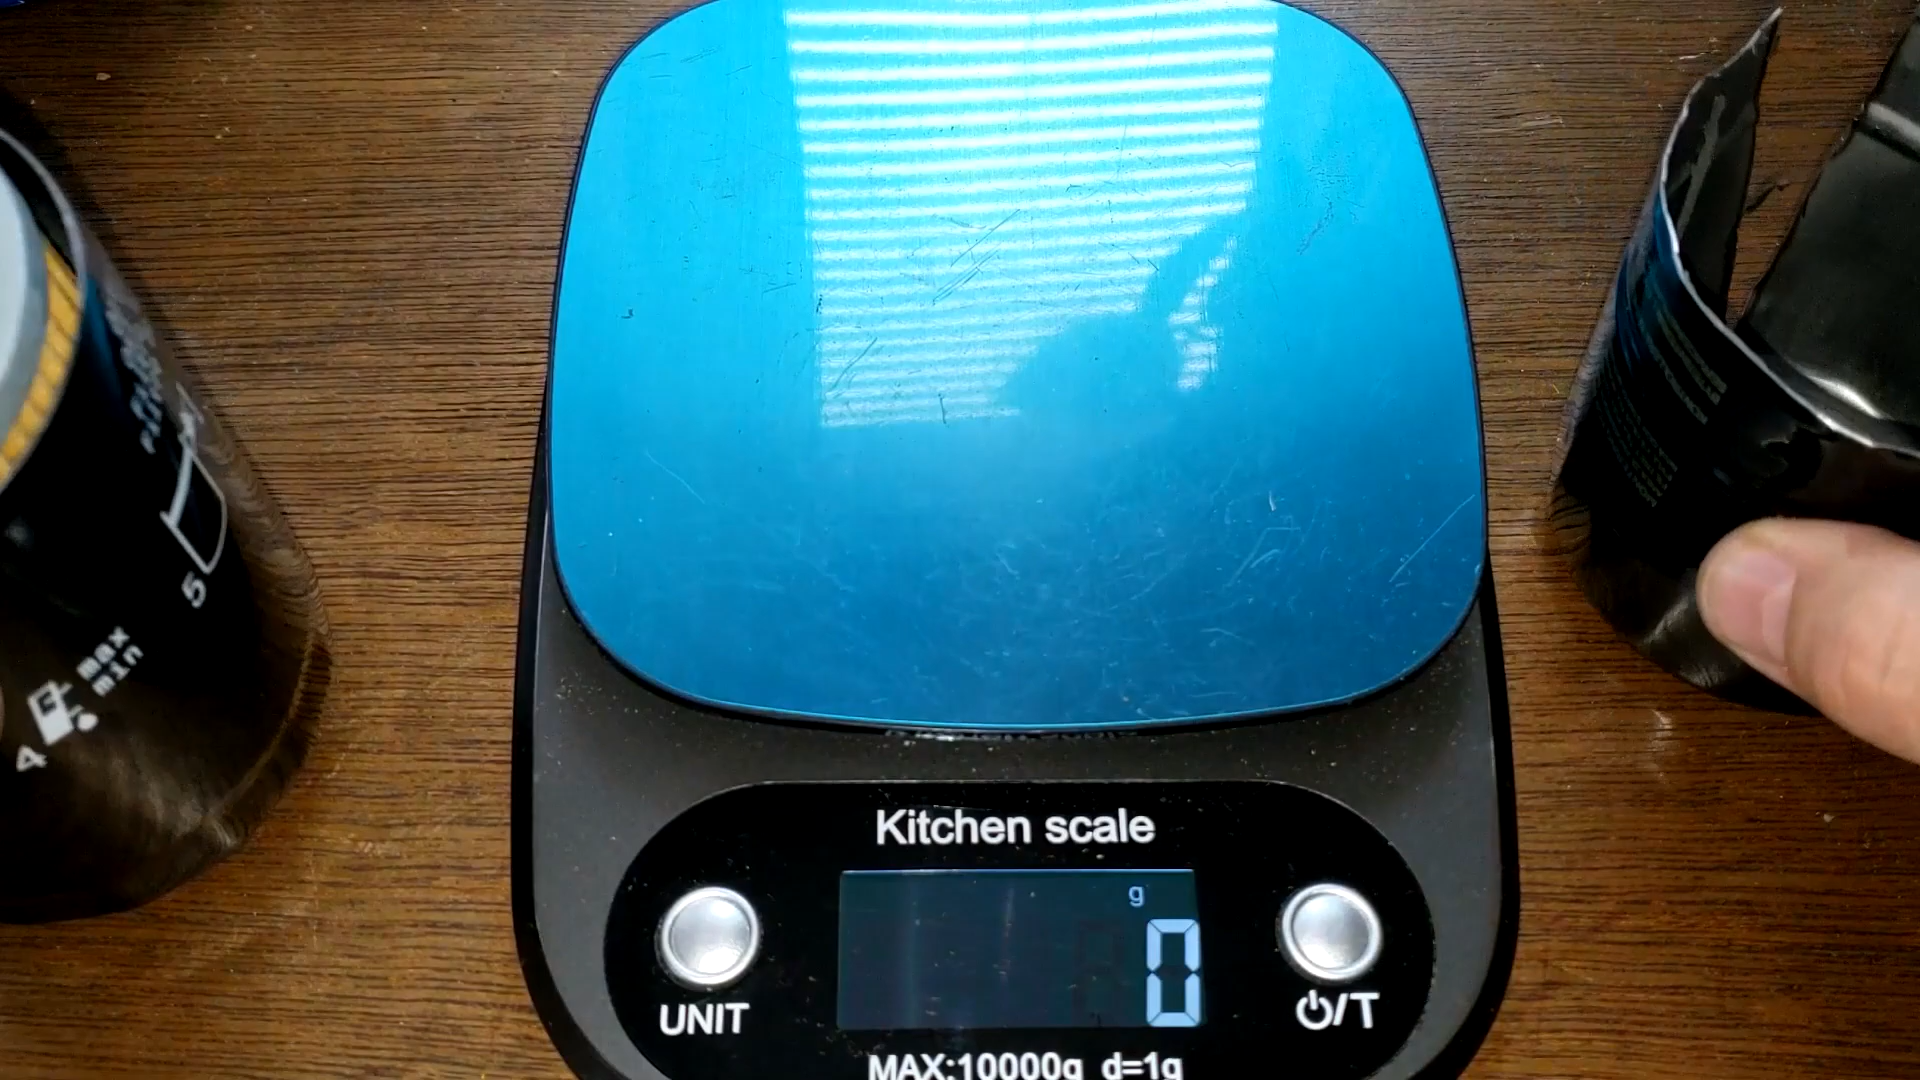 5
max
min
4
Kitchen scale
g
0
UNIT
⏻/T
MAX:10000g d=1g